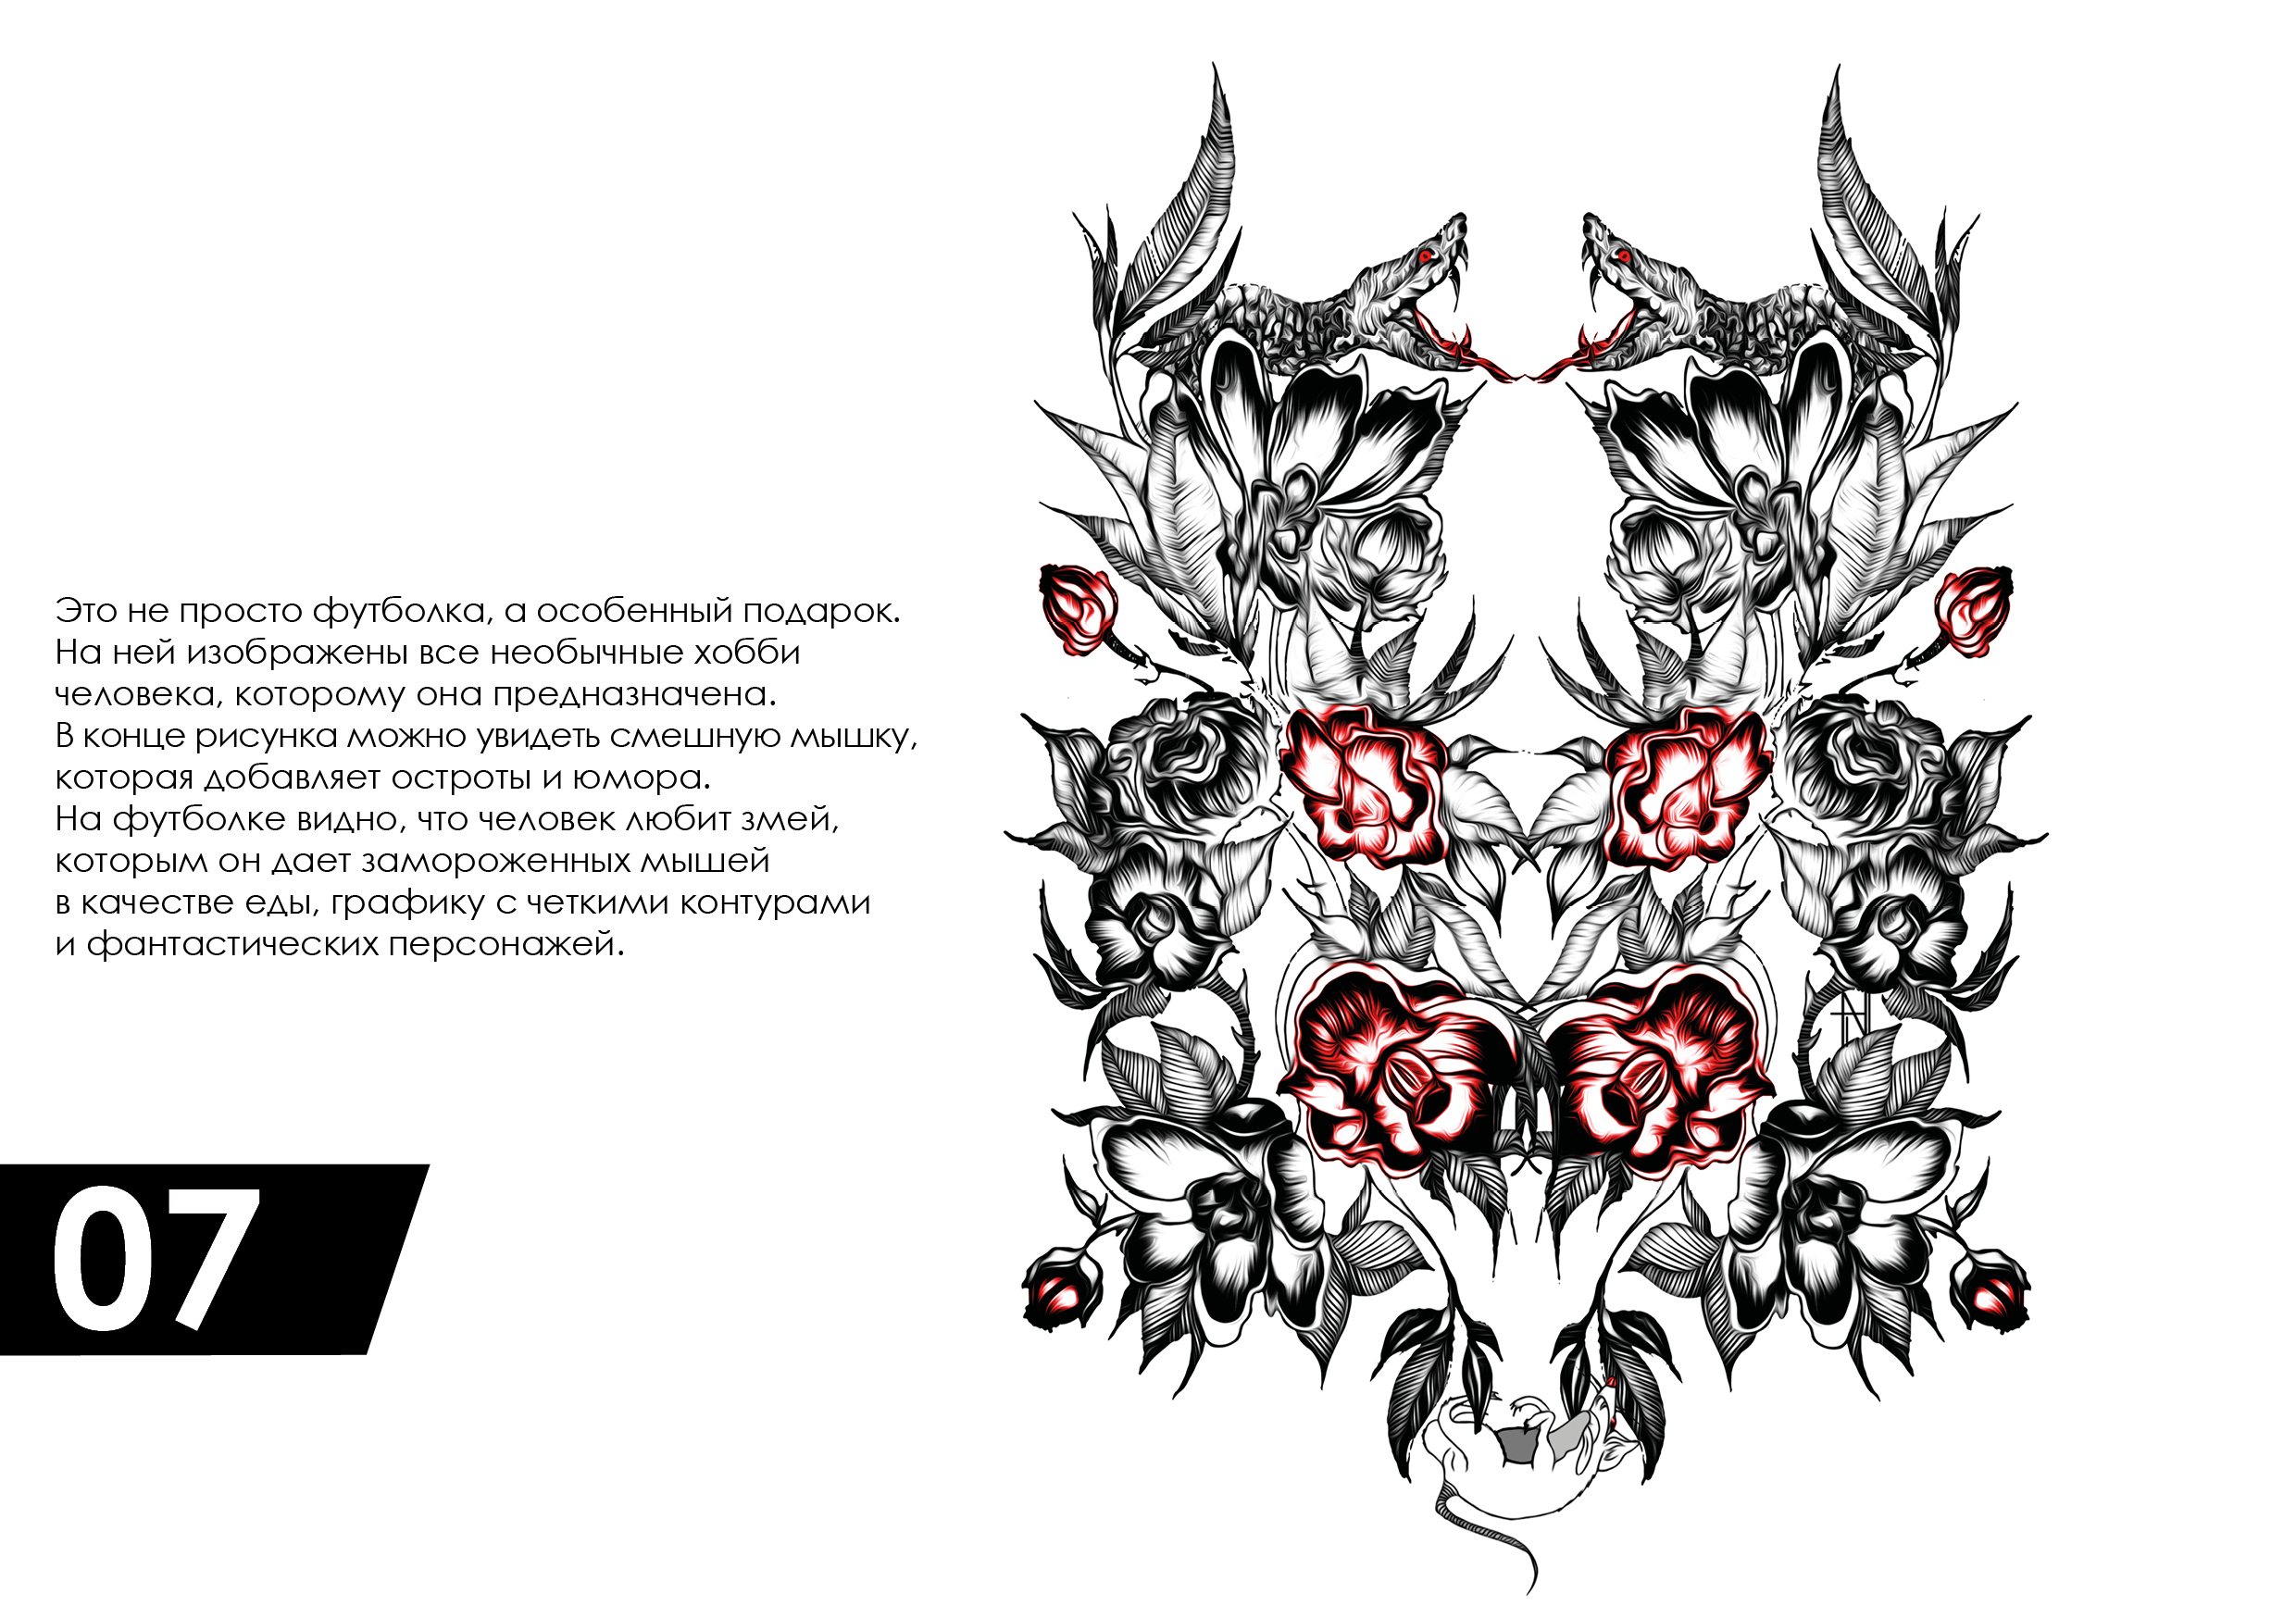 Это не просто футболка, а особенный подарок.
На ней изображены все необычные хобби
человека, которому она предназначена.
В конце рисунка можно увидеть смешную мышку,
которая добавляет остроты и юмора.
На футболке видно, что человек любит змей,
которым он дает замороженных мышей
в качестве еды, графику с четкими контурами
и фантастических персонажей.
07